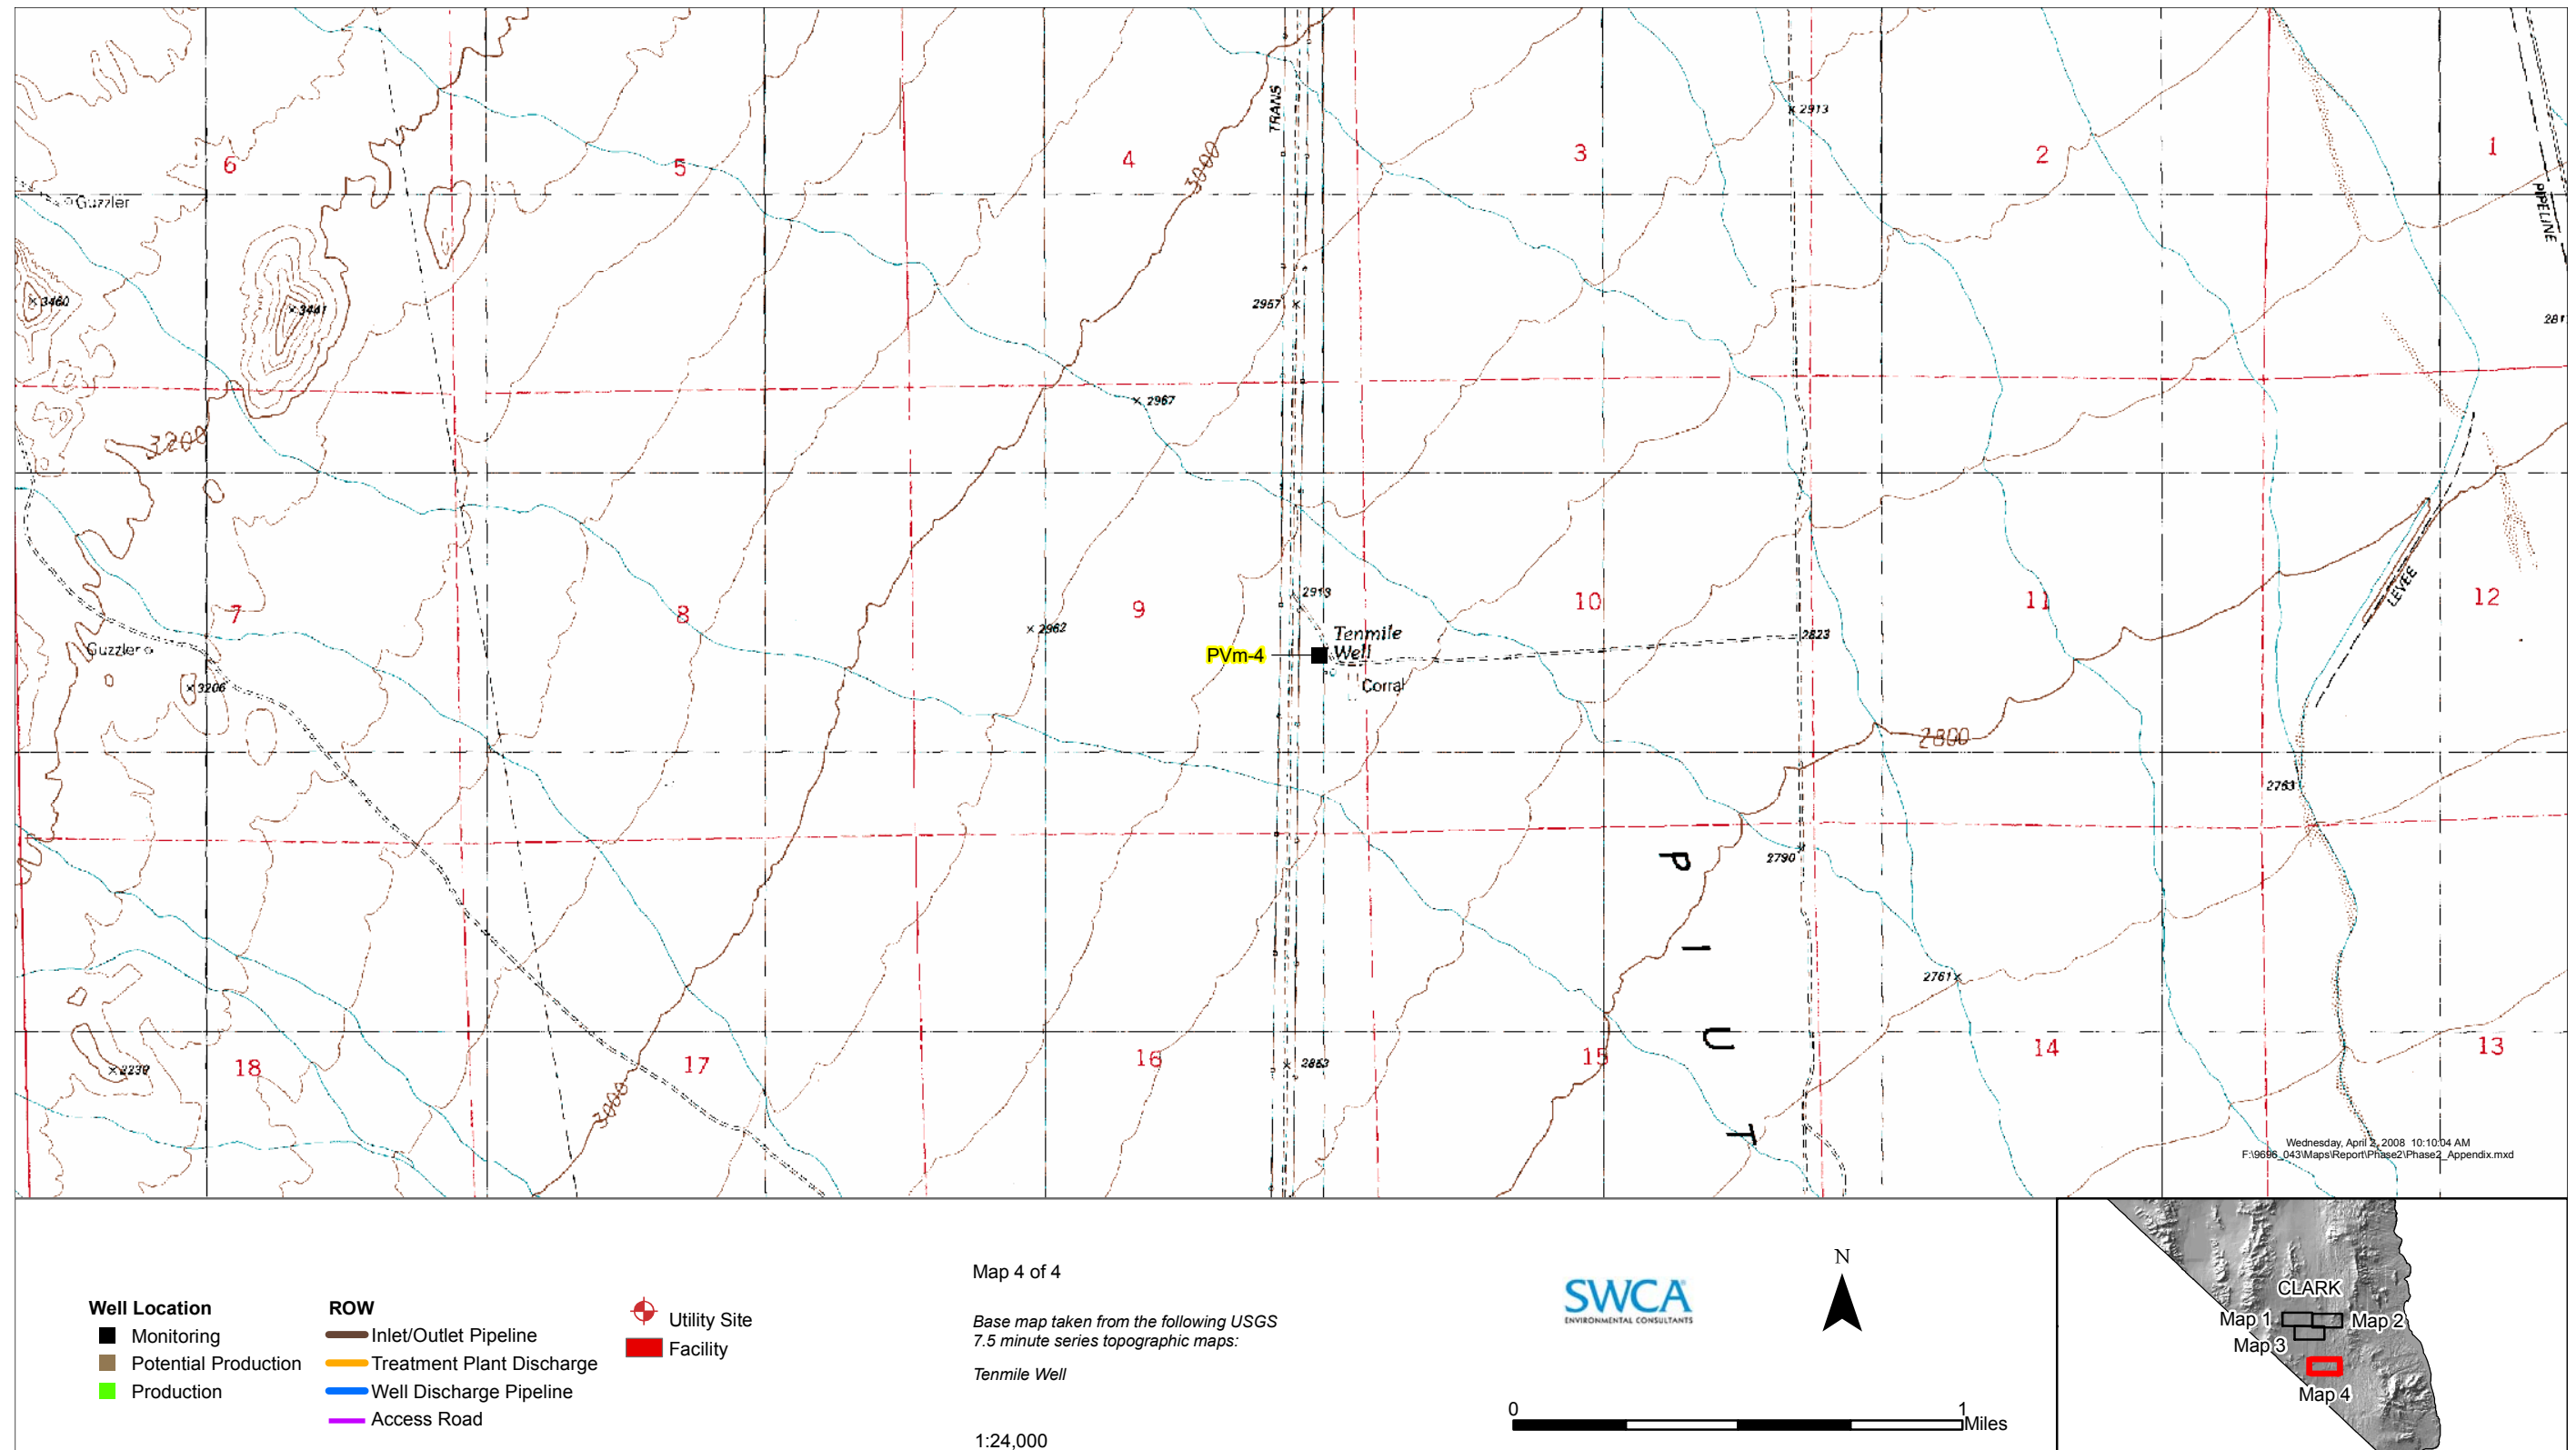 TRANS
2913
6
5
4
3
2
1
3000
PIPELINE
Guzzler
3460
3441
2957
281
2967
3200
2913
7
8
9
10
11
12
LEVEE
2962
Tenmile
Well
2823
PVm-4
Guzzler
3206
Corral
2800
2763
P
2790
I
2761
U
18
17
16
15
14
13
2853
3000
T
Wednesday, April 2, 2008 10:10:04 AM
F:\9696_043\Maps\Report\Phase2\Phase2_Appendix.mxd
Well Location
Monitoring
Potential Production
Production
ROW
Inlet/Outlet Pipeline
Treatment Plant Discharge
Well Discharge Pipeline
Access Road
Utility Site
Facility
Map 4 of 4
Base map taken from the following USGS
7.5 minute series topographic maps:
Tenmile Well
1:24,000
SWCA
ENVIRONMENTAL CONSULTANTS
N
0
1
Miles
CLARK
Map 1
Map 2
Map 3
Map 4